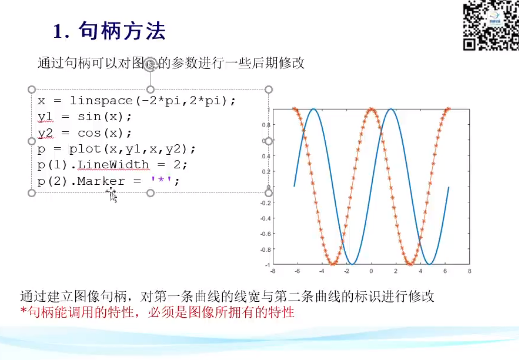 1. 句柄方法
通过句柄可以对图像的参数进行一些后期修改
x = linspace(-2*pi,2*pi);
y1 = sin(x);
y2 = cos(x);
p = plot(x,y1,x,y2);
p(1).LineWidth = 2;
p(2).Marker = '*';
1
0.8
0.6
0.4
0.2
0
-0.2
-0.4
-0.6
-0.8
-1
-8 -6 -4 -2 0 2 4 6 8
通过建立图像句柄，对第一条曲线的线宽与第二条曲线的标识进行修改
*句柄能调用的特性，必须是图像所拥有的特性